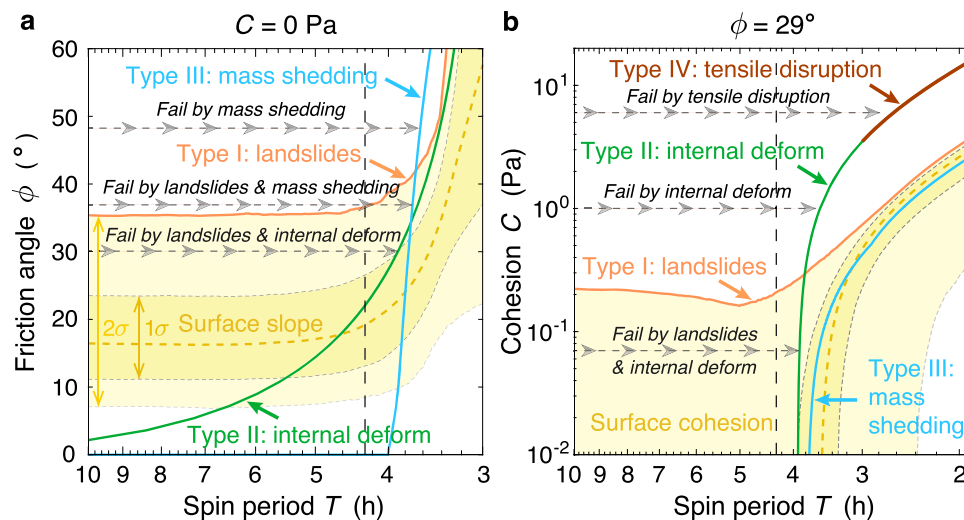 a
C = 0 Pa
60
50
40
30
20
10
0
Friction angle ϕ (°)
Type III: mass shedding
Fail by mass shedding
Type I: landslides
Fail by landslides & mass shedding
Fail by landslides & internal deform
2σ
1σ
Surface slope
Type II: internal deform
10 9 8 7 6 5 4 3
Spin period T (h)
b
ϕ = 29°
10¹
10⁰
10⁻¹
10⁻²
Cohesion C (Pa)
Type IV: tensile disruption
Fail by tensile disruption
Type II: internal deform
Fail by internal deform
Type I: landslides
Fail by landslides
& internal deform
Surface cohesion
Type III:
mass
shedding
10 9 8 7 6 5 4 3 2
Spin period T (h)